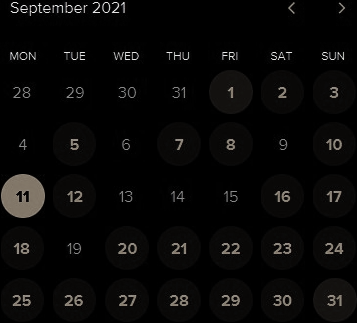 September 2021
MON TUE WED THU FRI SAT SUN
28 29 30 31 1 2 3
4 5 6 7 8 9 10
11 12 13 14 15 16 17
18 19 20 21 22 23 24
25 26 27 28 29 30 31